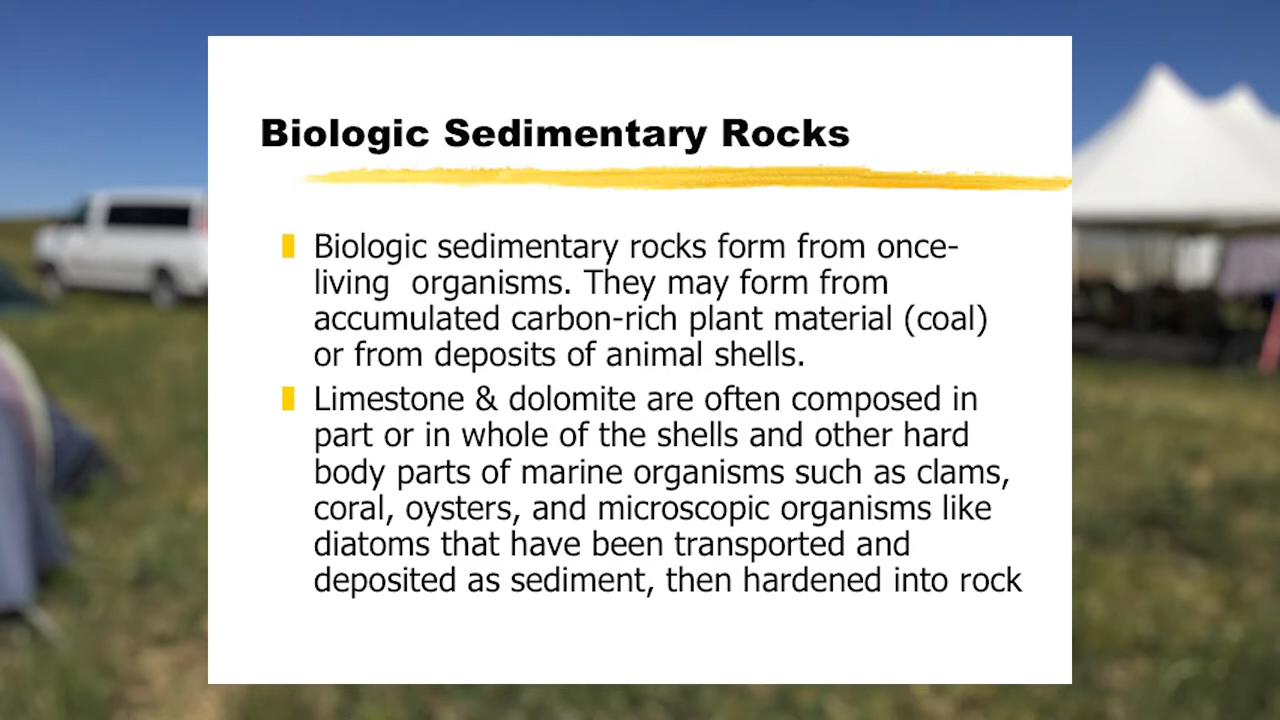 Biologic Sedimentary Rocks
Biologic sedimentary rocks form from once-
living  organisms. They may form from
accumulated carbon-rich plant material (coal)
or from deposits of animal shells.
Limestone & dolomite are often composed in
part or in whole of the shells and other hard
body parts of marine organisms such as clams,
coral, oysters, and microscopic organisms like
diatoms that have been transported and
deposited as sediment, then hardened into rock